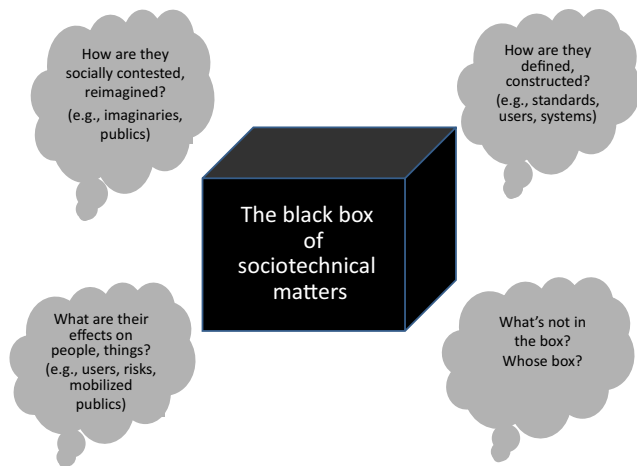 How are they
socially contested,
reimagined?
(e.g., imaginaries,
publics)
How are they
defined,
constructed?
(e.g., standards,
users, systems)
The black box
of
sociotechnical
matters
What are their
effects on
people, things?
(e.g., users, risks,
mobilized
publics)
What's not in
the box?
Whose box?